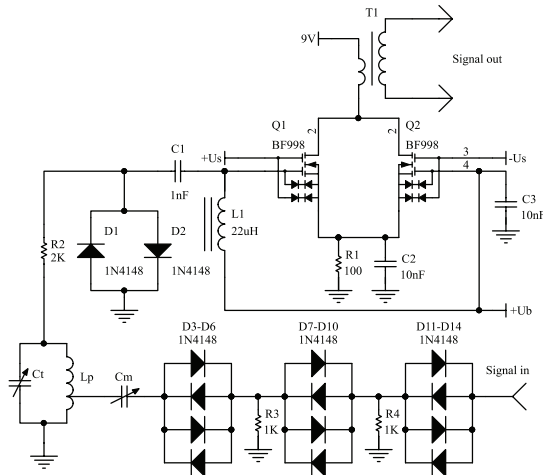 T1
9V
Signal out
Q1
Q2
2
2
BF998
BF998
C1
+Us
3
-Us
4
1nF
C3
10nF
L1
22uH
R2
2K
D1
D2
1N4148
1N4148
R1
100
C2
10nF
+Ub
D3-D6
1N4148
D7-D10
1N4148
D11-D14
1N4148
Ct
Lp
Cm
Signal in
R3
1K
R4
1K